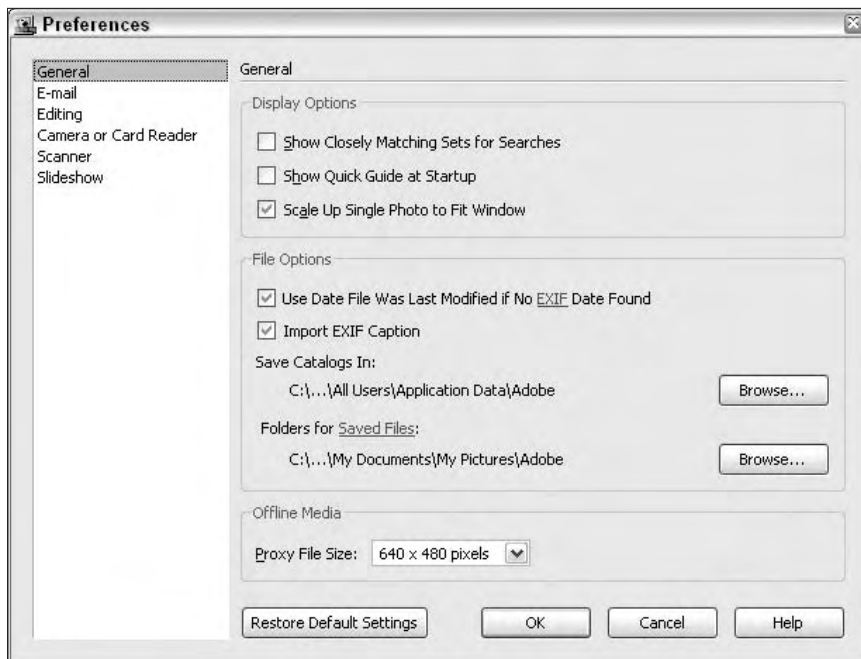 Preferences
General
E-mail
Editing
Camera or Card Reader
Scanner
Slideshow
General
Display Options
Show Closely Matching Sets for Searches
Show Quick Guide at Startup
Scale Up Single Photo to Fit Window
File Options
Use Date File Was Last Modified if No EXIF Date Found
Import EXIF Caption
Save Catalogs In:
C:\...\All Users\Application Data\Adobe Browse...
Folders for Saved Files:
C:\...\My Documents\My Pictures\Adobe Browse...
Offline Media
Proxy File Size: 640 x 480 pixels
Restore Default Settings OK Cancel Help